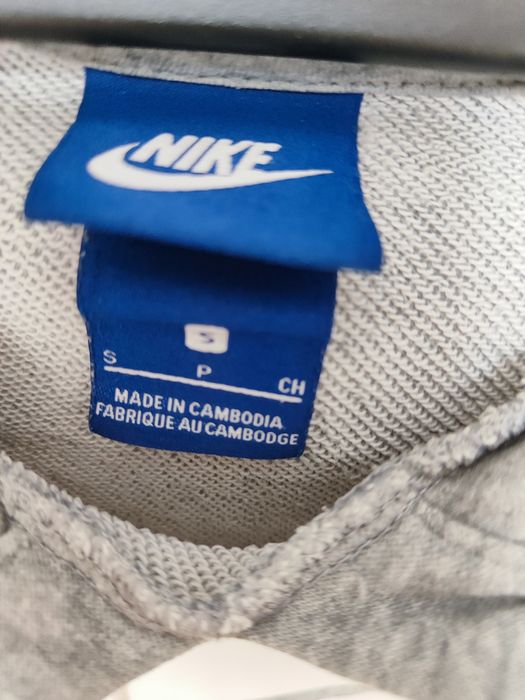 NIKE
S
S P CH
MADE IN CAMBODIA
FABRIQUE AU CAMBODGE